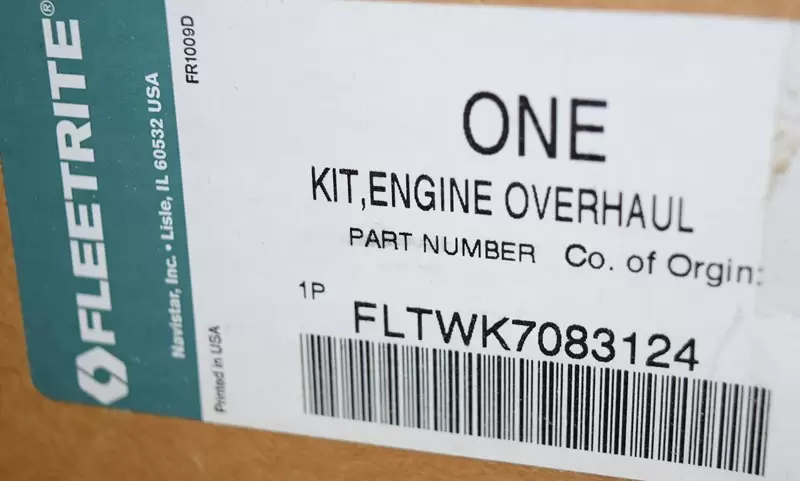 FLEETRITE®
Navistar, Inc. • Lisle, IL 60532 USA
FR1009D
Printed in USA
ONE
KIT,ENGINE OVERHAUL
PART NUMBER Co. of Orgin:
1P
FLTWK7083124